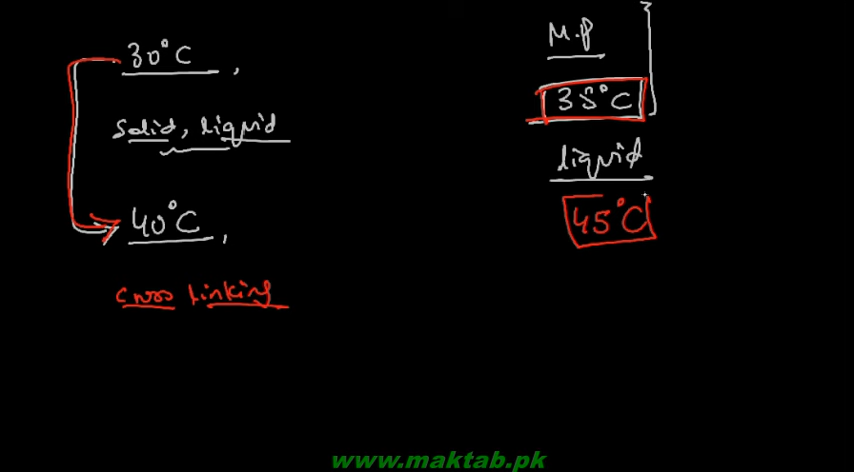 30°C,
solid, liquid
40°C,
cross linking
M.P
35°C
liquid
45°C
www.maktab.pk